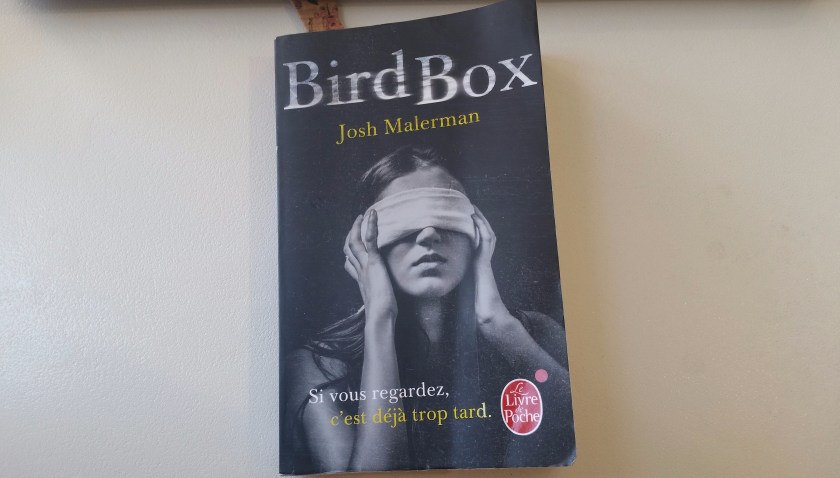 Bird Box
Josh Malerman
Si vous regardez,
c'est déjà trop tard.
Le
Livre
de
Poche